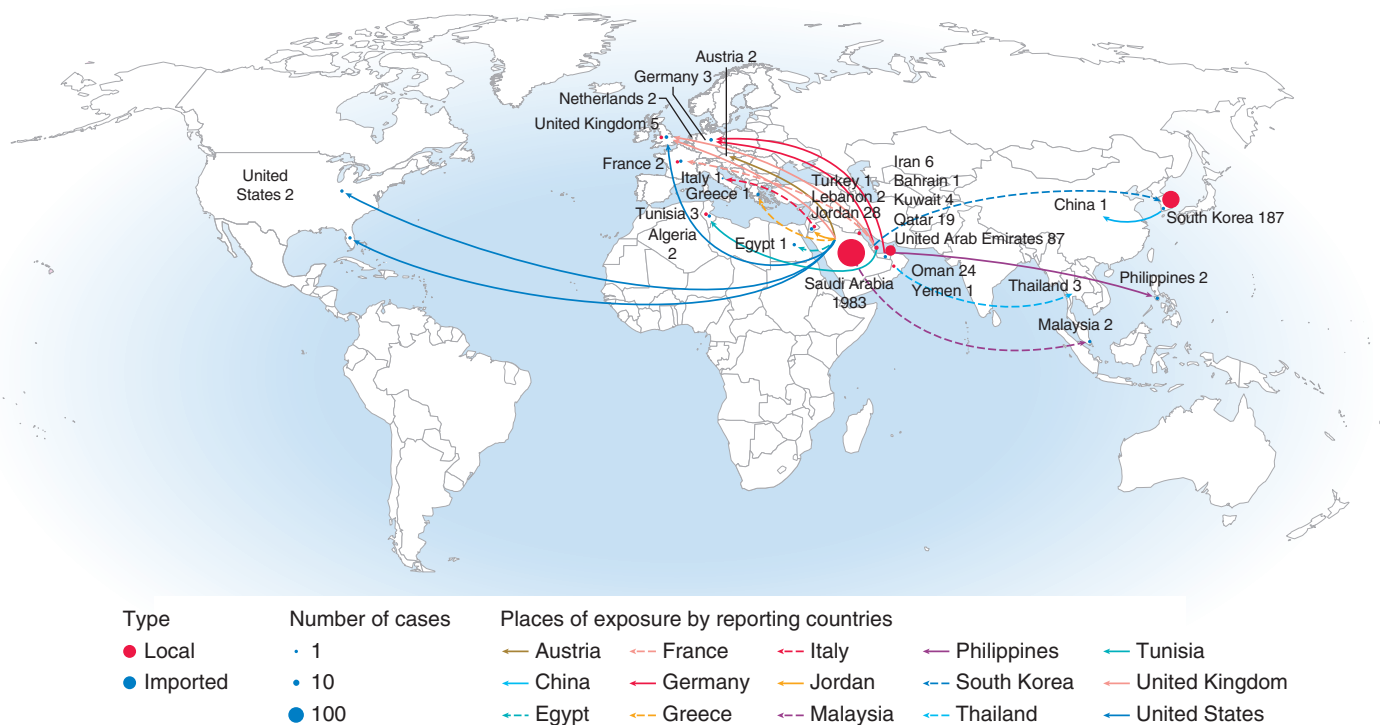 Austria 2
Germany 3
Netherlands 2
United Kingdom 5
France 2
Italy 1
Greece 1
Tunisia 3
Algeria
2
Egypt 1
United
States 2
Turkey 1
Lebanon 2
Jordan 28
Iran 6
Bahrain 1
Kuwait 4
Qatar 19
United Arab Emirates 87
Oman 24
Yemen 1
Saudi Arabia
1983
China 1
South Korea 187
Thailand 3
Philippines 2
Malaysia 2
Type
Local
Imported
Number of cases
1
10
100
Places of exposure by reporting countries
Austria
China
Egypt
France
Germany
Greece
Italy
Jordan
Malaysia
Philippines
South Korea
Thailand
Tunisia
United Kingdom
United States